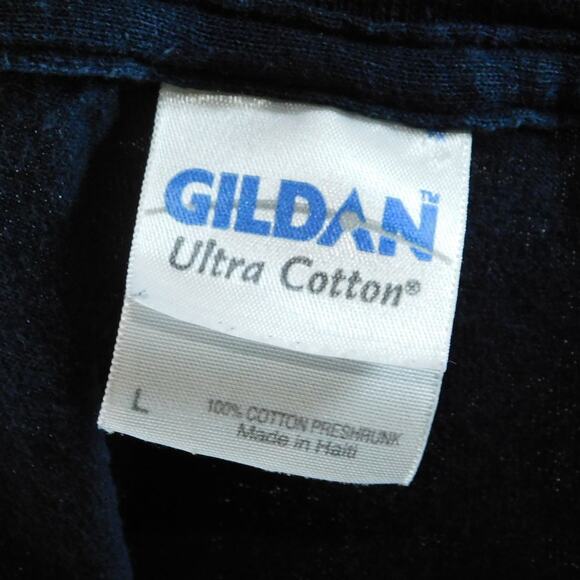 GILDAN™
Ultra Cotton®
L
100% COTTON PRESHRUNK
Made in Haiti